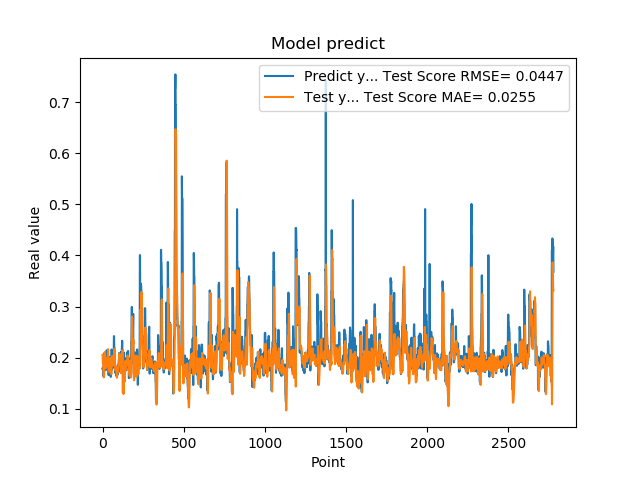 Model predict
Predict y... Test Score RMSE= 0.0447
Test y... Test Score MAE= 0.0255
Real value
0.7
0.6
0.5
0.4
0.3
0.2
0.1
0 500 1000 1500 2000 2500
Point